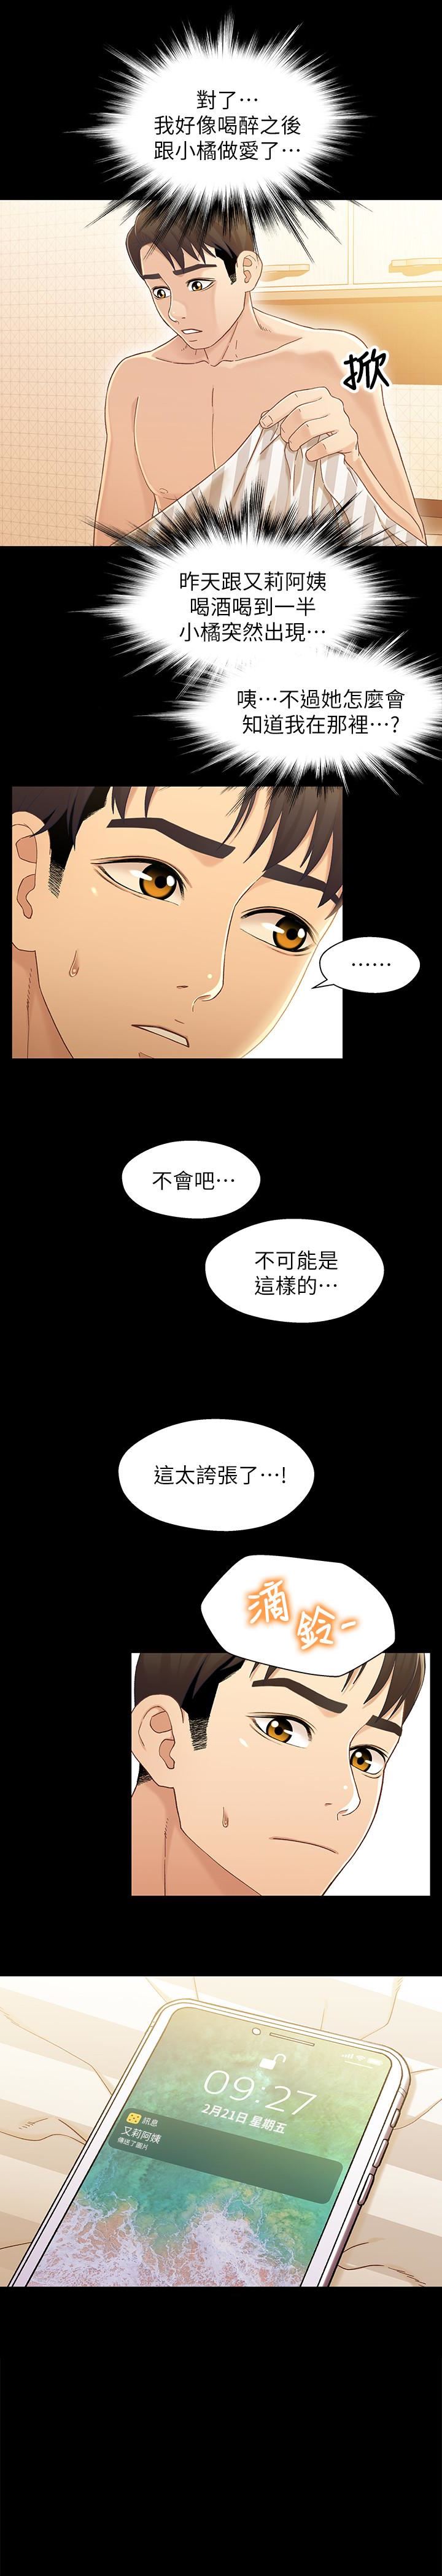 對了…
我好像喝醉之後
跟小橘做愛了…
掀
昨天跟又莉阿姨
喝酒喝到一半
小橘突然出現…
咦…不過她怎麼會
知道我在那裡…?
……
不會吧…
不可能是
這樣的…
這太誇張了…!
滴
鈴-
09:27
2月21日 星期五
訊息
又莉阿姨
傳送了圖片